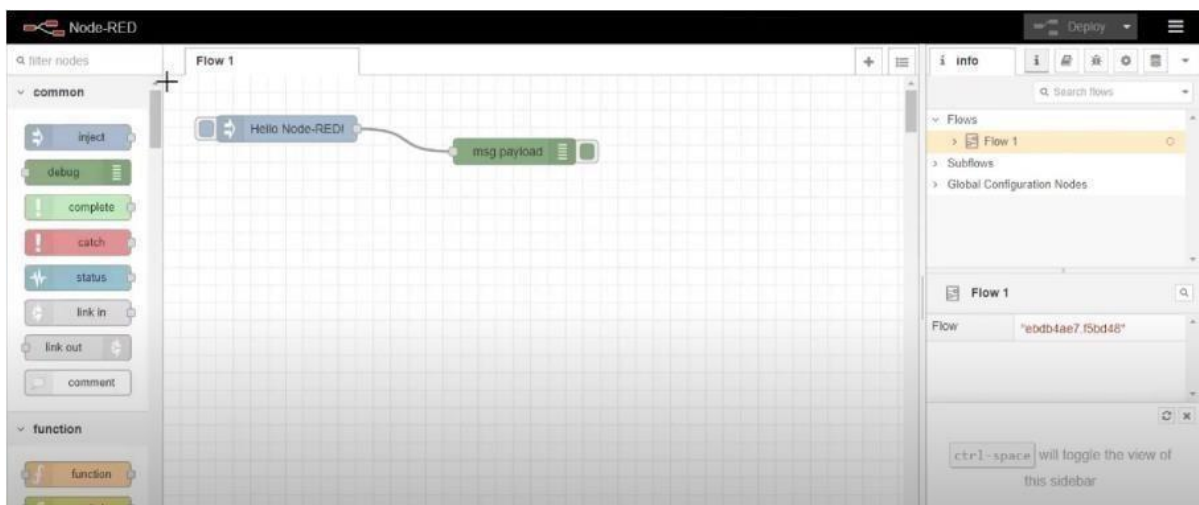 Node-RED
Deploy
filter nodes
Flow 1
i info
Search flows
common
inject
debug
complete
catch
status
link in
link out
comment
function
function
Hello Node-RED!
msg.payload
Flows
Flow 1
Subflows
Global Configuration Nodes
Flow 1
Flow "ebdb4ae7.f5bd48"
ctrl-space will toggle the view of
this sidebar